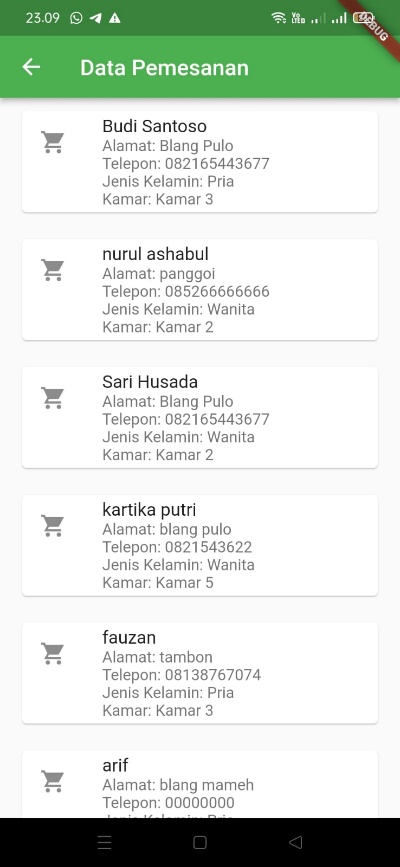 23.09
DEBUG
Data Pemesanan
Budi Santoso
Alamat: Blang Pulo
Telepon: 082165443677
Jenis Kelamin: Pria
Kamar: Kamar 3
nurul ashabul
Alamat: panggoi
Telepon: 085266666666
Jenis Kelamin: Wanita
Kamar: Kamar 2
Sari Husada
Alamat: Blang Pulo
Telepon: 082165443677
Jenis Kelamin: Wanita
Kamar: Kamar 2
kartika putri
Alamat: blang pulo
Telepon: 0821543622
Jenis Kelamin: Wanita
Kamar: Kamar 5
fauzan
Alamat: tambon
Telepon: 08138767074
Jenis Kelamin: Pria
Kamar: Kamar 3
arif
Alamat: blang mameh
Telepon: 00000000
Jenis Kelamin: Pria